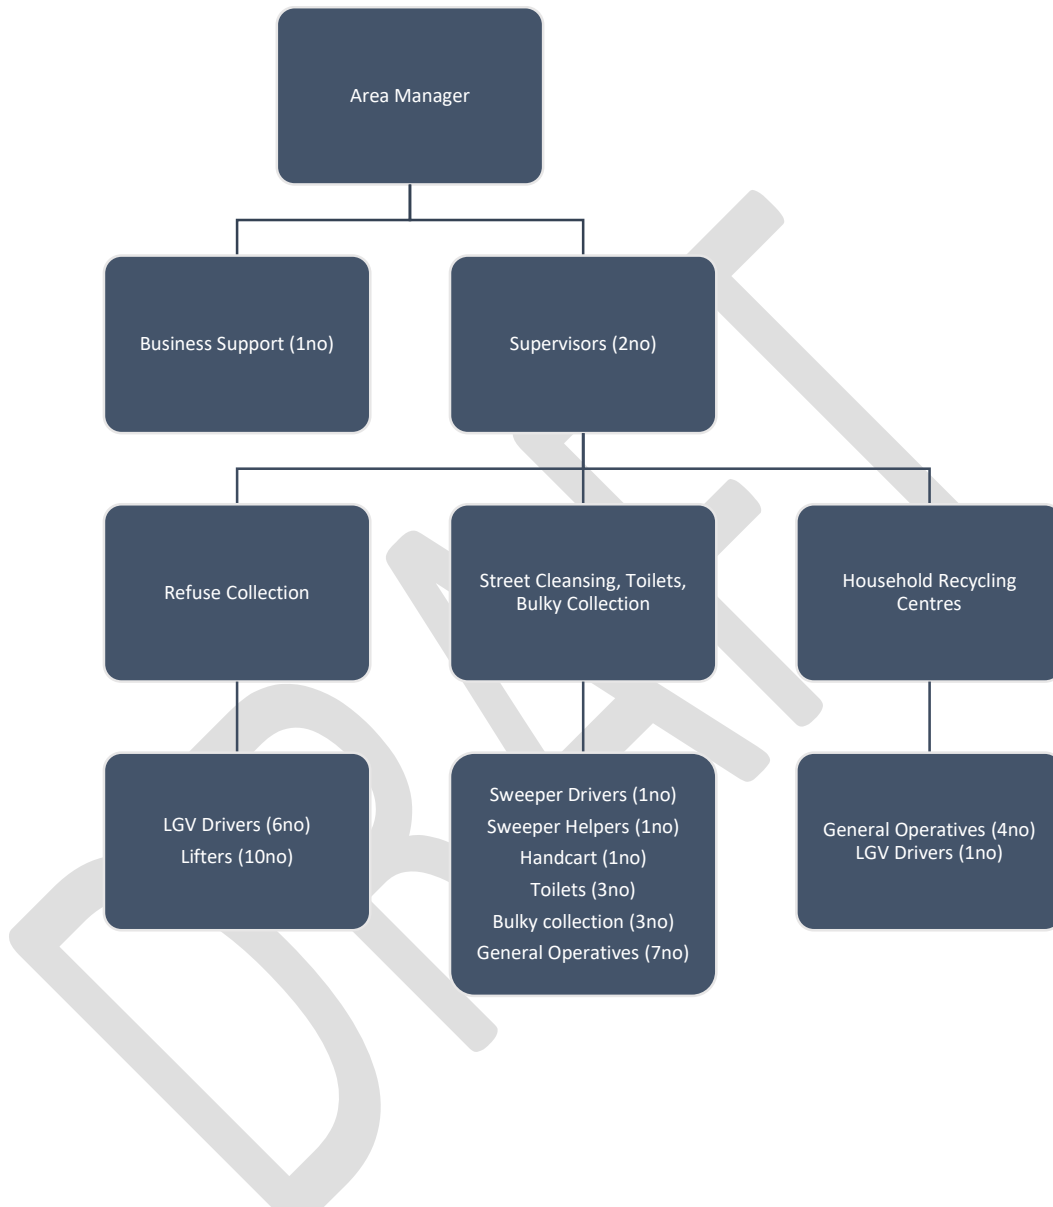 Area Manager
Business Support (1no)
Supervisors (2no)
Refuse Collection
Street Cleansing, Toilets,
Bulky Collection
Household Recycling
Centres
LGV Drivers (6no)
Lifters (10no)
Sweeper Drivers (1no)
Sweeper Helpers (1no)
Handcart (1no)
Toilets (3no)
Bulky collection (3no)
General Operatives (7no)
General Operatives (4no)
LGV Drivers (1no)
DRAFT